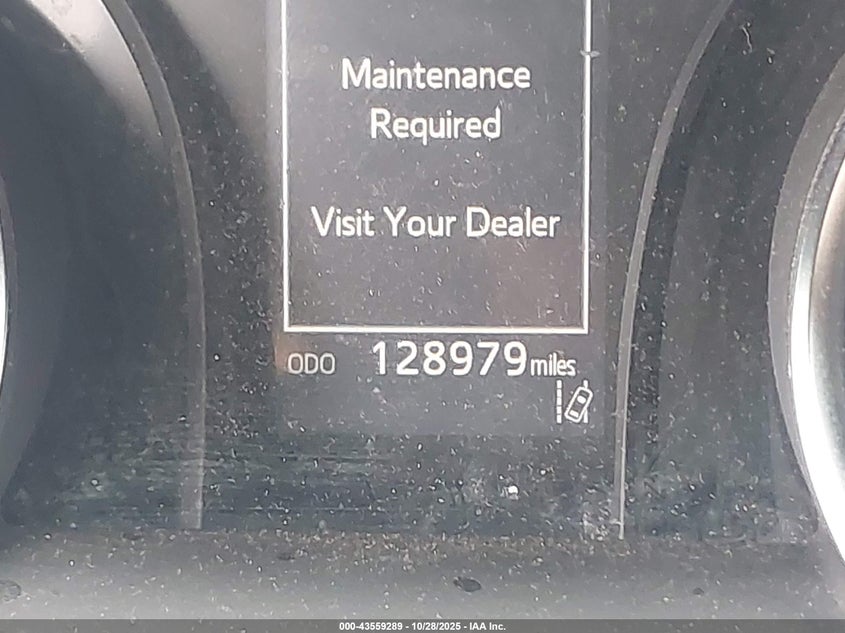 Maintenance
Required
Visit Your Dealer
ODO 128979 miles
000-43559289 - 10/28/2025 - IAA Inc.